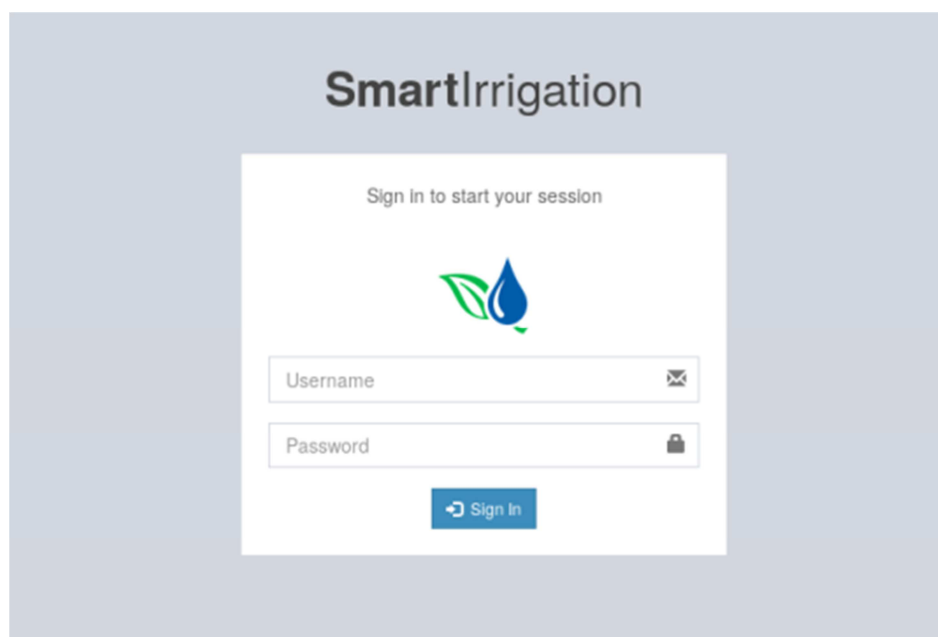 SmartIrrigation
Sign in to start your session
Username
Password
Sign In